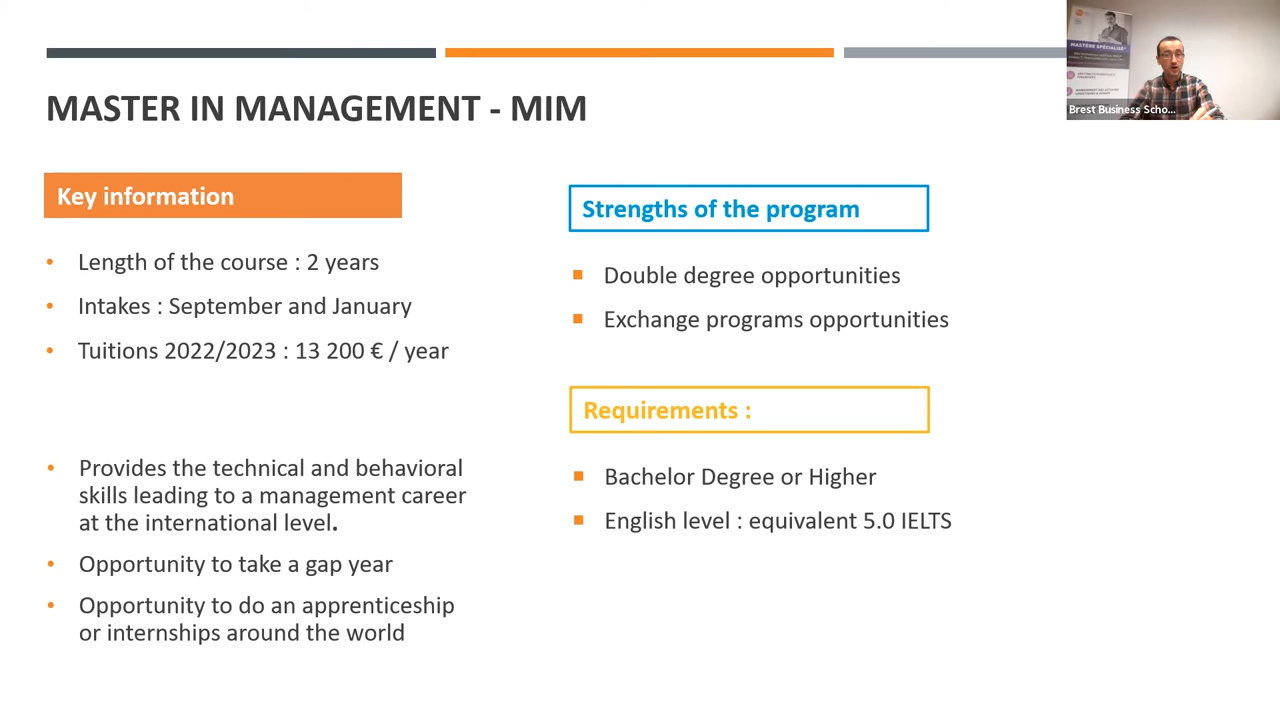 MASTER IN MANAGEMENT - MIM
Key information
Length of the course : 2 years
Intakes : September and January
Tuitions 2022/2023 : 13 200 € / year
Provides the technical and behavioral
skills leading to a management career
at the international level.
Opportunity to take a gap year
Opportunity to do an apprenticeship
or internships around the world
Strengths of the program
Double degree opportunities
Exchange programs opportunities
Requirements :
Bachelor Degree or Higher
English level : equivalent 5.0 IELTS
MASTÈRE SPÉCIALISÉ
Brest Business Scho...